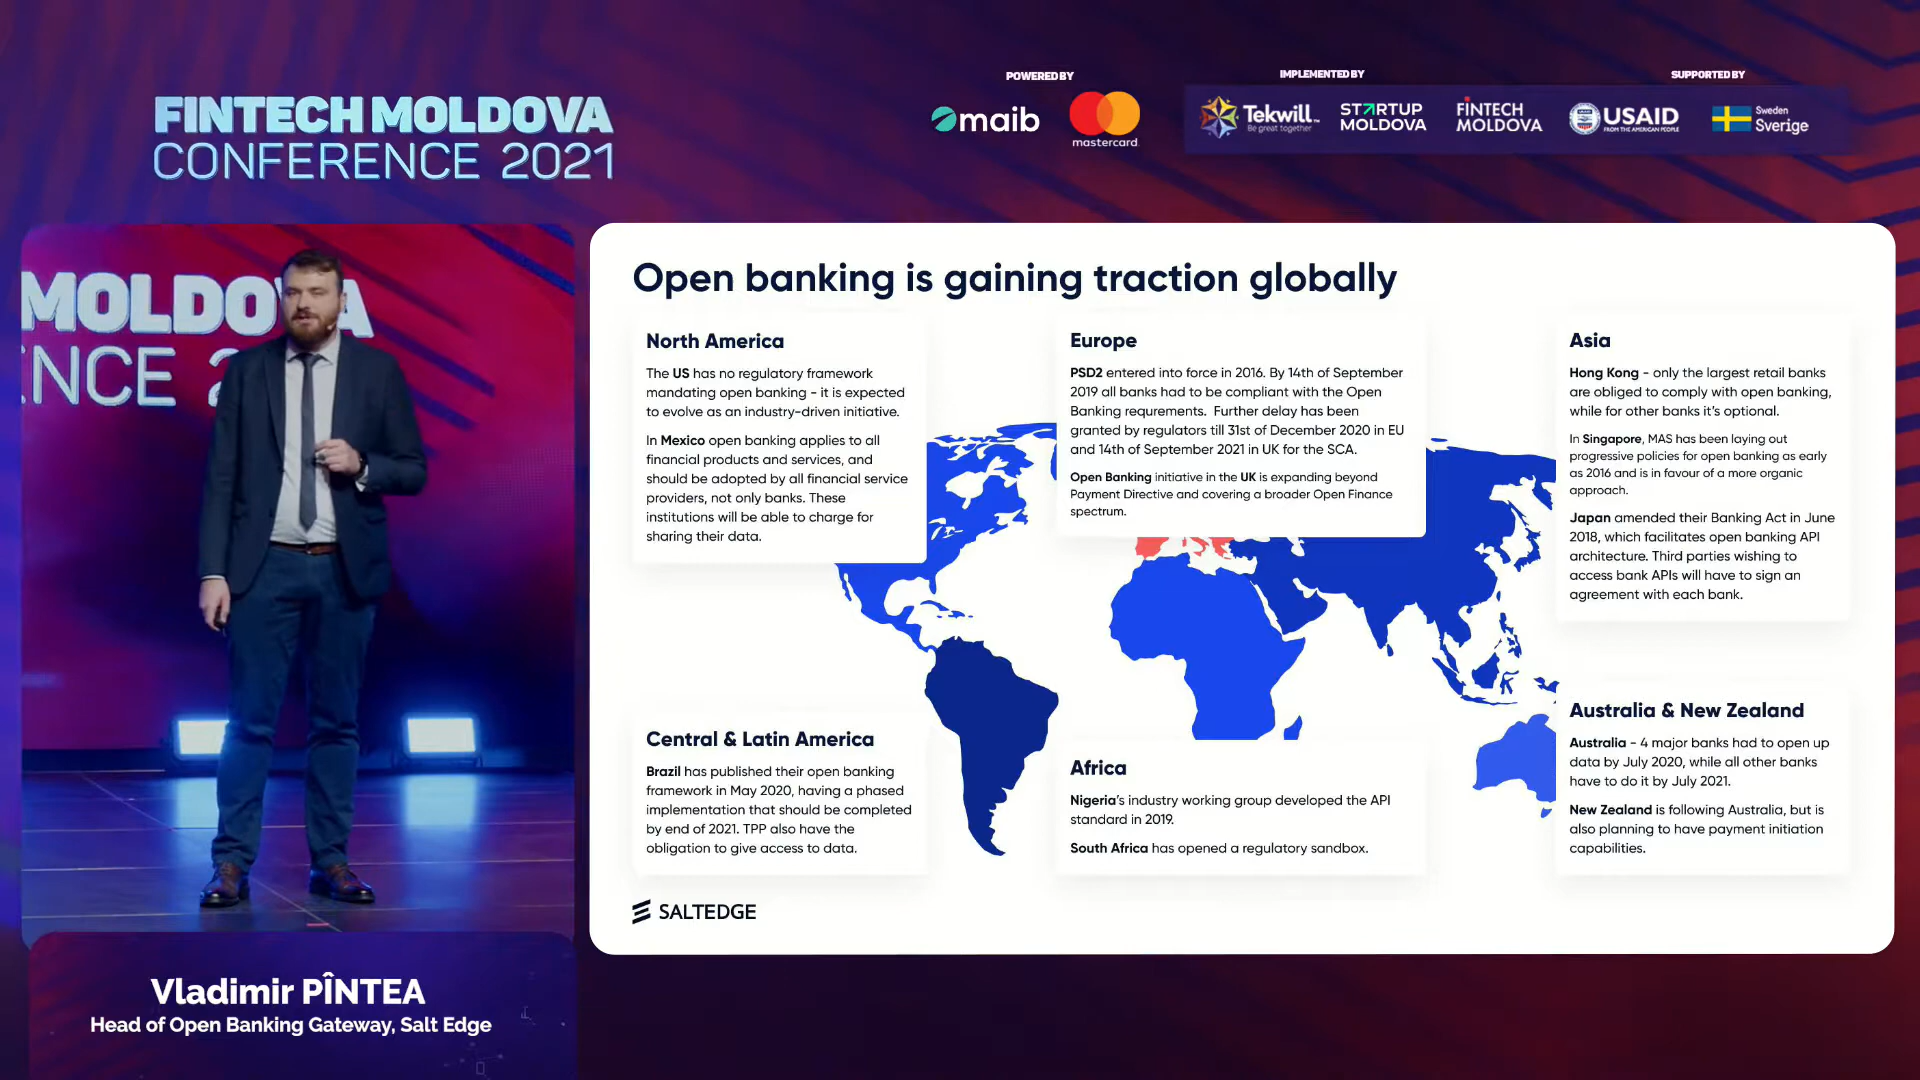 FINTECH MOLDOVA
CONFERENCE 2021
POWERED BY
maib
mastercard
IMPLEMENTED BY
SUPPORTED BY
Tekwill
Be great together
STARTUP
MOLDOVA
FINTECH
MOLDOVA
USAID
FROM THE AMERICAN PEOPLE
Sweden
Sverige
MOLDOVA
ENCE 2
Open banking is gaining traction globally
North America
The US has no regulatory framework
mandating open banking - it is expected
to evolve as an industry-driven initiative.
In Mexico open banking applies to all
financial products and services, and
should be adopted by all financial service
providers, not only banks. These
institutions will be able to charge for
sharing their data.
Europe
PSD2 entered into force in 2016. By 14th of September
2019 all banks had to be compliant with the Open
Banking requrements. Further delay has been
granted by regulators till 31st of December 2020 in EU
and 14th of September 2021 in UK for the SCA.
Open Banking initiative in the UK is expanding beyond
Payment Directive and covering a broader Open Finance
spectrum.
Asia
Hong Kong - only the largest retail banks
are obliged to comply with open banking,
while for other banks it's optional.
In Singapore, MAS has been laying out
progressive policies for open banking as early
as 2016 and is in favour of a more organic
approach.
Japan amended their Banking Act in June
2018, which facilitates open banking API
architecture. Third parties wishing to
access bank APIs will have to sign an
agreement with each bank.
Central & Latin America
Brazil has published their open banking
framework in May 2020, having a phased
implementation that should be completed
by end of 2021. TPP also have the
obligation to give access to data.
Africa
Nigeria's industry working group developed the API
standard in 2019.
South Africa has opened a regulatory sandbox.
Australia & New Zealand
Australia - 4 major banks had to open up
data by July 2020, while all other banks
have to do it by July 2021.
New Zealand is following Australia, but is
also planning to have payment initiation
capabilities.
SALTEDGE
Vladimir PÎNTEA
Head of Open Banking Gateway, Salt Edge